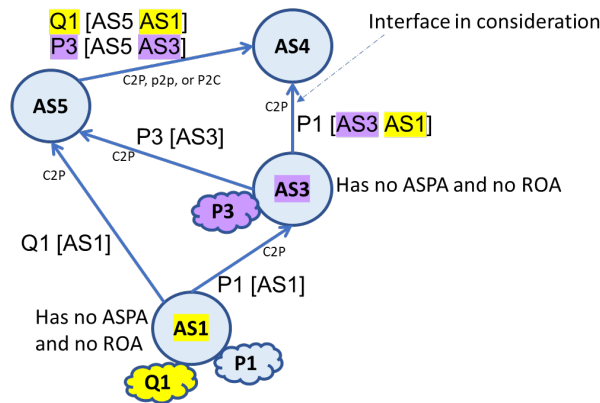 Q1 [AS5 AS1]
P3 [AS5 AS3]
Interface in consideration
AS4
C2P, p2p, or P2C
AS5
C2P
P1 [AS3 AS1]
P3 [AS3]
C2P
C2P
AS3
Has no ASPA and no ROA
P3
Q1 [AS1]
C2P
P1 [AS1]
Has no ASPA
and no ROA
AS1
P1
Q1